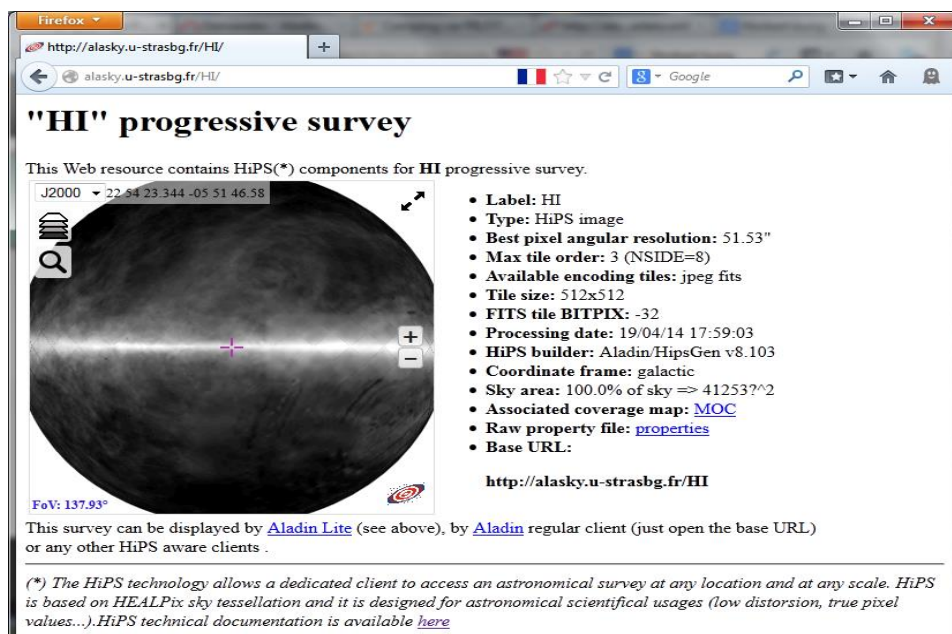 Firefox
http://alasky.u-strasbg.fr/HI/
+
alasky.u-strasbg.fr/HI/
8
Google
"HI" progressive survey
This Web resource contains HiPS(*) components for HI progressive survey.
J2000 22 54 23.344 -05 51 46.58
+
−
FoV: 137.93°
• Label: HI
• Type: HiPS image
• Best pixel angular resolution: 51.53"
• Max tile order: 3 (NSIDE=8)
• Available encoding tiles: jpeg fits
• Tile size: 512x512
• FITS tile BITPIX: -32
• Processing date: 19/04/14 17:59:03
• HiPS builder: Aladin/HipsGen v8.103
• Coordinate frame: galactic
• Sky area: 100.0% of sky => 41253?^2
• Associated coverage map: MOC
• Raw property file: properties
• Base URL:
http://alasky.u-strasbg.fr/HI
This survey can be displayed by Aladin Lite (see above), by Aladin regular client (just open the base URL)
or any other HiPS aware clients .
(*) The HiPS technology allows a dedicated client to access an astronomical survey at any location and at any scale. HiPS
is based on HEALPix sky tessellation and it is designed for astronomical scientifical usages (low distorsion, true pixel
values...).HiPS technical documentation is available here